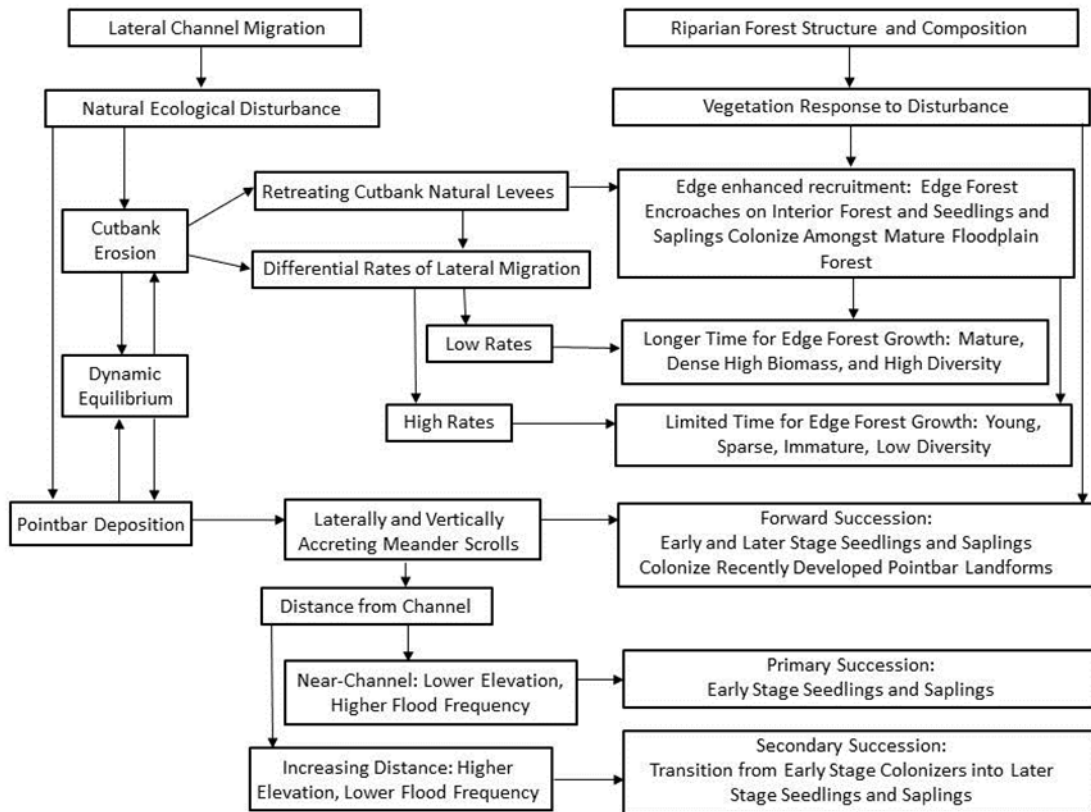 Lateral Channel Migration
Riparian Forest Structure and Composition
Natural Ecological Disturbance
Vegetation Response to Disturbance
Retreating Cutbank Natural Levees
Edge enhanced recruitment: Edge Forest
Encroaches on Interior Forest and Seedlings and
Saplings Colonize Amongst Mature Floodplain
Forest
Cutbank
Erosion
Differential Rates of Lateral Migration
Low Rates
Longer Time for Edge Forest Growth: Mature,
Dense High Biomass, and High Diversity
Dynamic
Equilibrium
High Rates
Limited Time for Edge Forest Growth: Young,
Sparse, Immature, Low Diversity
Pointbar Deposition
Laterally and Vertically
Accreting Meander Scrolls
Forward Succession:
Early and Later Stage Seedlings and Saplings
Colonize Recently Developed Pointbar Landforms
Distance from Channel
Near-Channel: Lower Elevation,
Higher Flood Frequency
Primary Succession:
Early Stage Seedlings and Saplings
Increasing Distance: Higher
Elevation, Lower Flood Frequency
Secondary Succession:
Transition from Early Stage Colonizers into Later
Stage Seedlings and Saplings